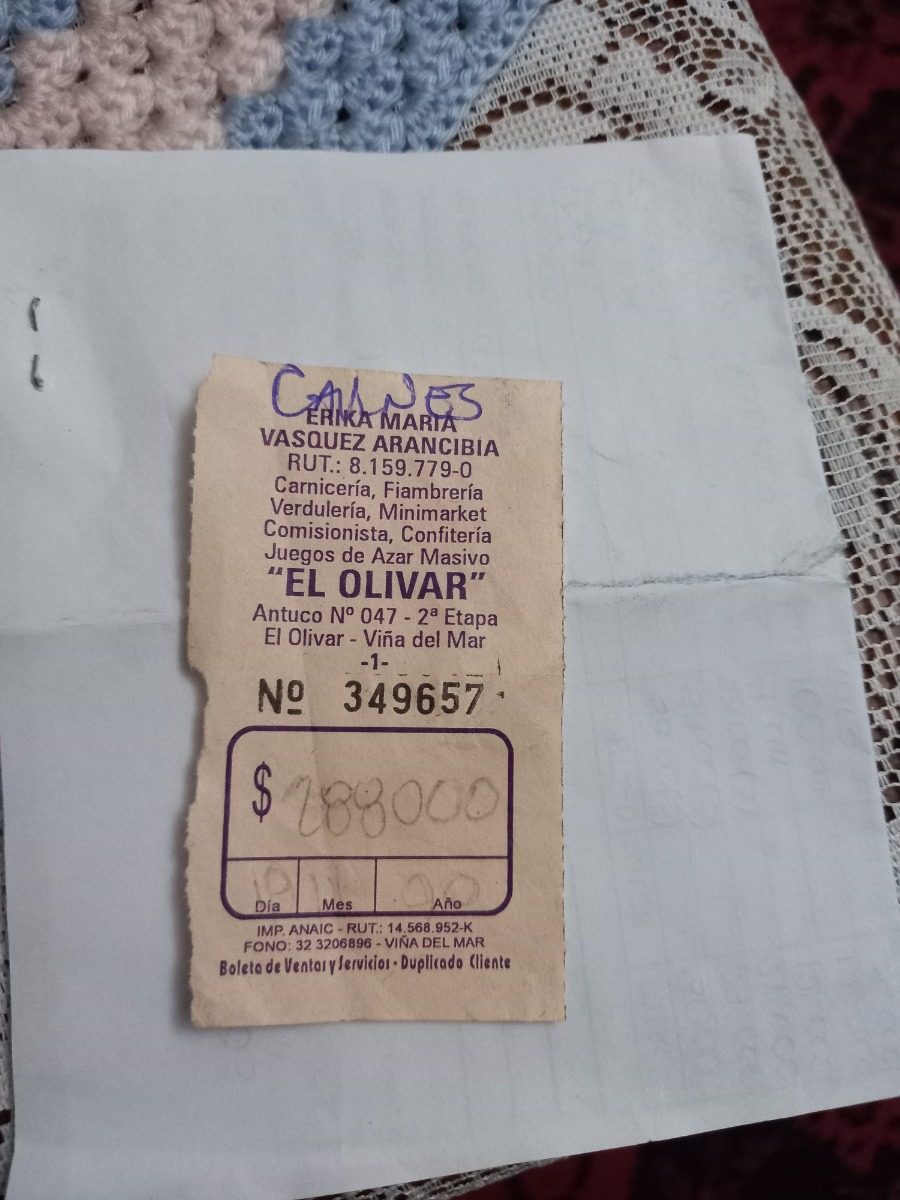 CARNES
ERIKA MARIA
VASQUEZ ARANCIBIA
RUT.: 8.159.779-0
Carnicería, Fiambrería
Verdulería, Minimarket
Comisionista, Confitería
Juegos de Azar Masivo
“EL OLIVAR”
Antuco Nº 047 - 2ª Etapa
El Olivar - Viña del Mar
-1-
Nº 349657
$ 288000
Día Mes Año
IMP. ANAIC - RUT.: 14.568.952-K
FONO: 32 3206896 - VIÑA DEL MAR
Boleta de Ventas y Servicios - Duplicado Cliente